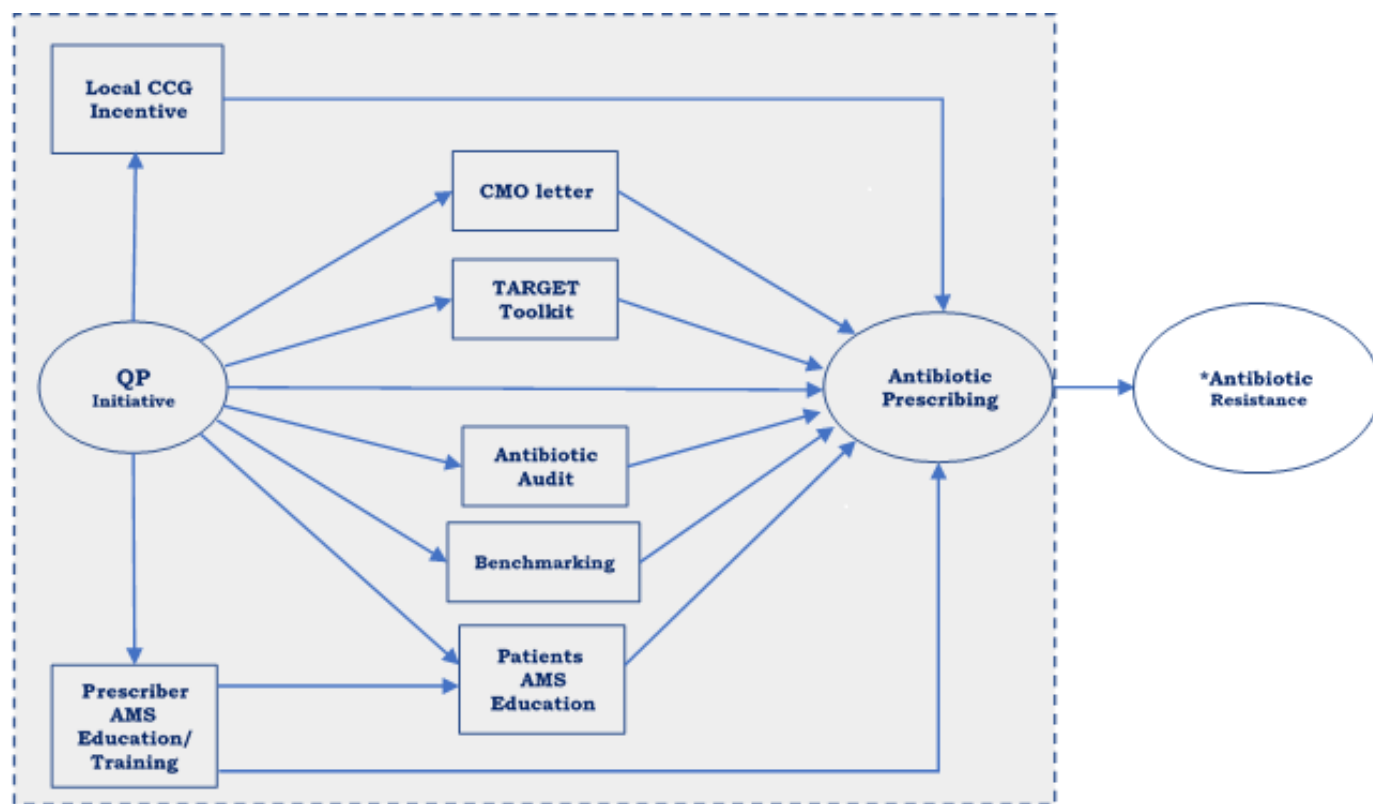 Local CCG
Incentive
CMO letter
TARGET
Toolkit
QP
Initiative
Antibiotic
Prescribing
*Antibiotic
Resistance
Antibiotic
Audit
Benchmarking
Patients
AMS
Education
Prescriber
AMS
Education/
Training